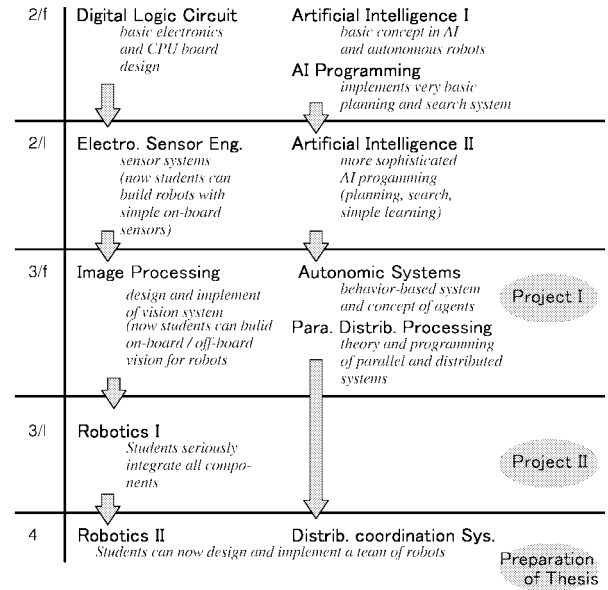 2/f
Digital Logic Circuit
basic electronics
and CPU board
design
Artificial Intelligence I
basic concept in AI
and autonomous robots
AI Programming
implements very basic
planning and search system
2/l
Electro. Sensor Eng.
sensor systems
(now students can
build robots with
simple on-board
sensors)
Artificial Intelligence II
more sophisticated
AI progamming
(planning, search,
simple learning)
3/f
Image Processing
design and implement
of vision system
(now students can bulid
on-board / off-board
vision for robots
Autonomic Systems
behavior-based system
and concept of agents
Para. Distrib. Processing
theory and programming
of parallel and distributed
systems
Project I
3/l
Robotics I
Students seriously
integrate all compo-
nents
Project II
4
Robotics II
Distrib. coordination Sys.
Students can now design and implement a team of robots
Preparation
of Thesis